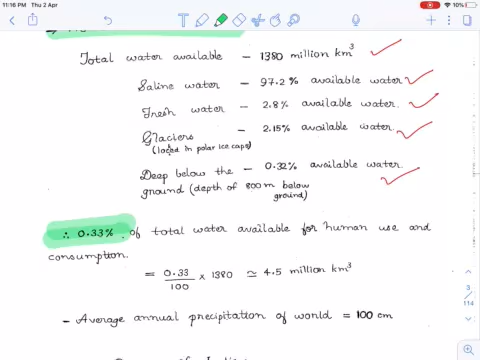 11:16 PM Thu 2 Apr
10%
Total water available - 1380 million km³
Saline water - 97.2% available water
Fresh water - 2.8% available water.
Glaciers - 2.15% available water.
(located in polar ice caps)
Deep below the - 0.32% available water.
ground (depth of 800m below
ground)
∴ 0.33% of total water available for human use and
consumption.
= 0.33/100 x 1380 ≃ 4.5 million km³
- Average annual precipitation of world = 100 cm
3
114